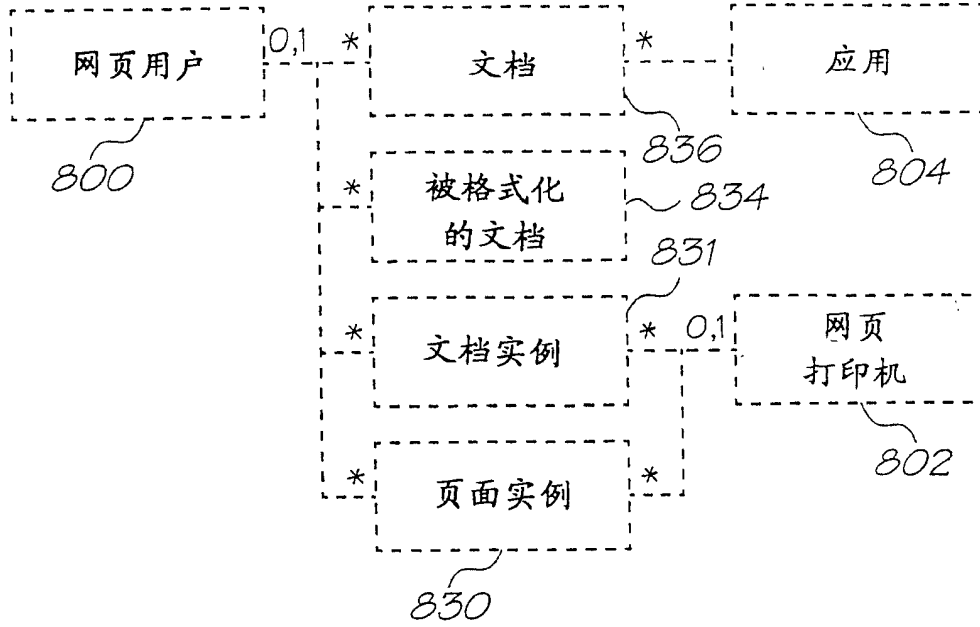 网页用户
0,1
*
文档
*
应用
800
836
804
*
被格式化
的文档
834
831
*
文档实例
*
0,1
网页
打印机
802
*
页面实例
*
830